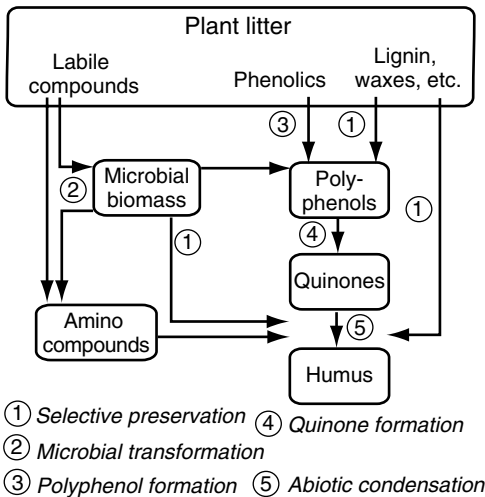 Plant litter
Labile
compounds
Phenolics
Lignin,
waxes, etc.
3
1
Microbial
biomass
Poly-
phenols
2
1
4
1
Quinones
Amino
compounds
5
Humus
1 Selective preservation
4 Quinone formation
2 Microbial transformation
3 Polyphenol formation
5 Abiotic condensation